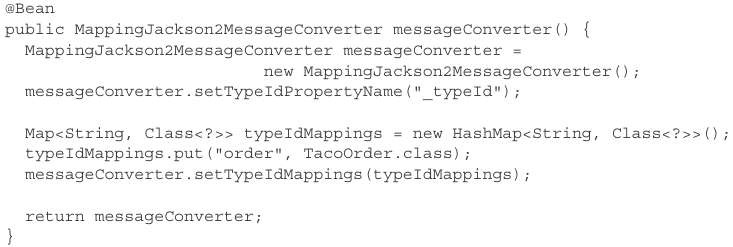 @Bean
public MappingJackson2MessageConverter messageConverter() {
  MappingJackson2MessageConverter messageConverter =
                          new MappingJackson2MessageConverter();
  messageConverter.setTypeIdPropertyName("_typeId");

  Map<String, Class<?>> typeIdMappings = new HashMap<String, Class<?>>();
  typeIdMappings.put("order", TacoOrder.class);
  messageConverter.setTypeIdMappings(typeIdMappings);

  return messageConverter;
}